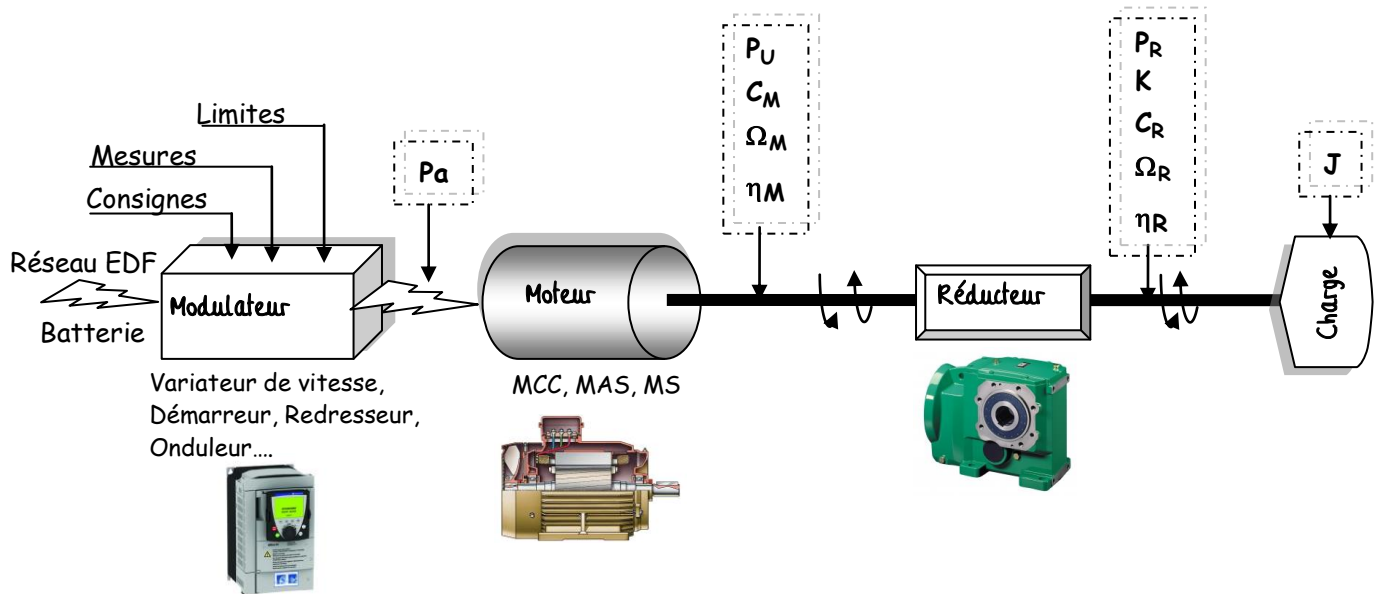 Limites
Mesures
Consignes
Réseau EDF
Batterie
Modulateur
Variateur de vitesse,
Démarreur, Redresseur,
Onduleur....
Pa
Moteur
MCC, MAS, MS
PU
CM
ΩM
ηM
Réducteur
PR
K
CR
ΩR
ηR
J
Charge